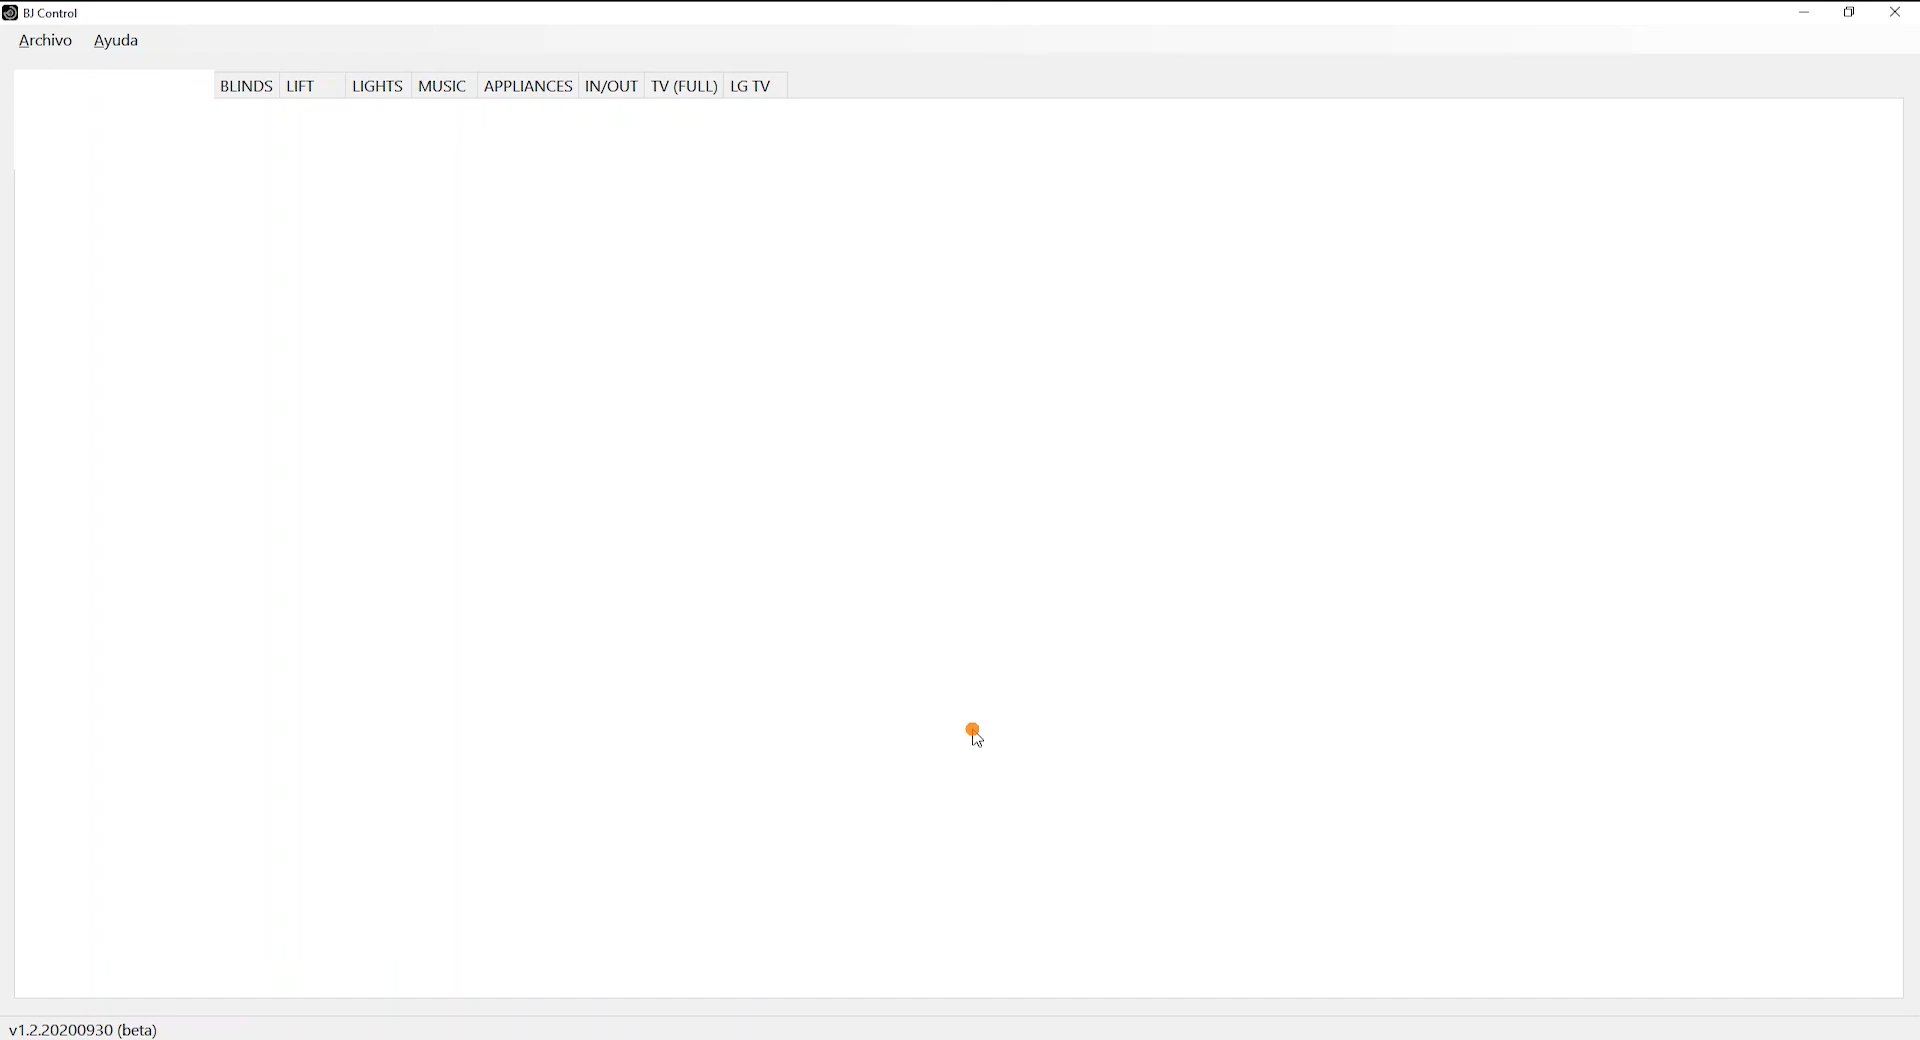 BJ Control
Archivo Ayuda
BLINDS LIFT LIGHTS MUSIC APPLIANCES IN/OUT TV (FULL) LG TV
v1.2.20200930 (beta)